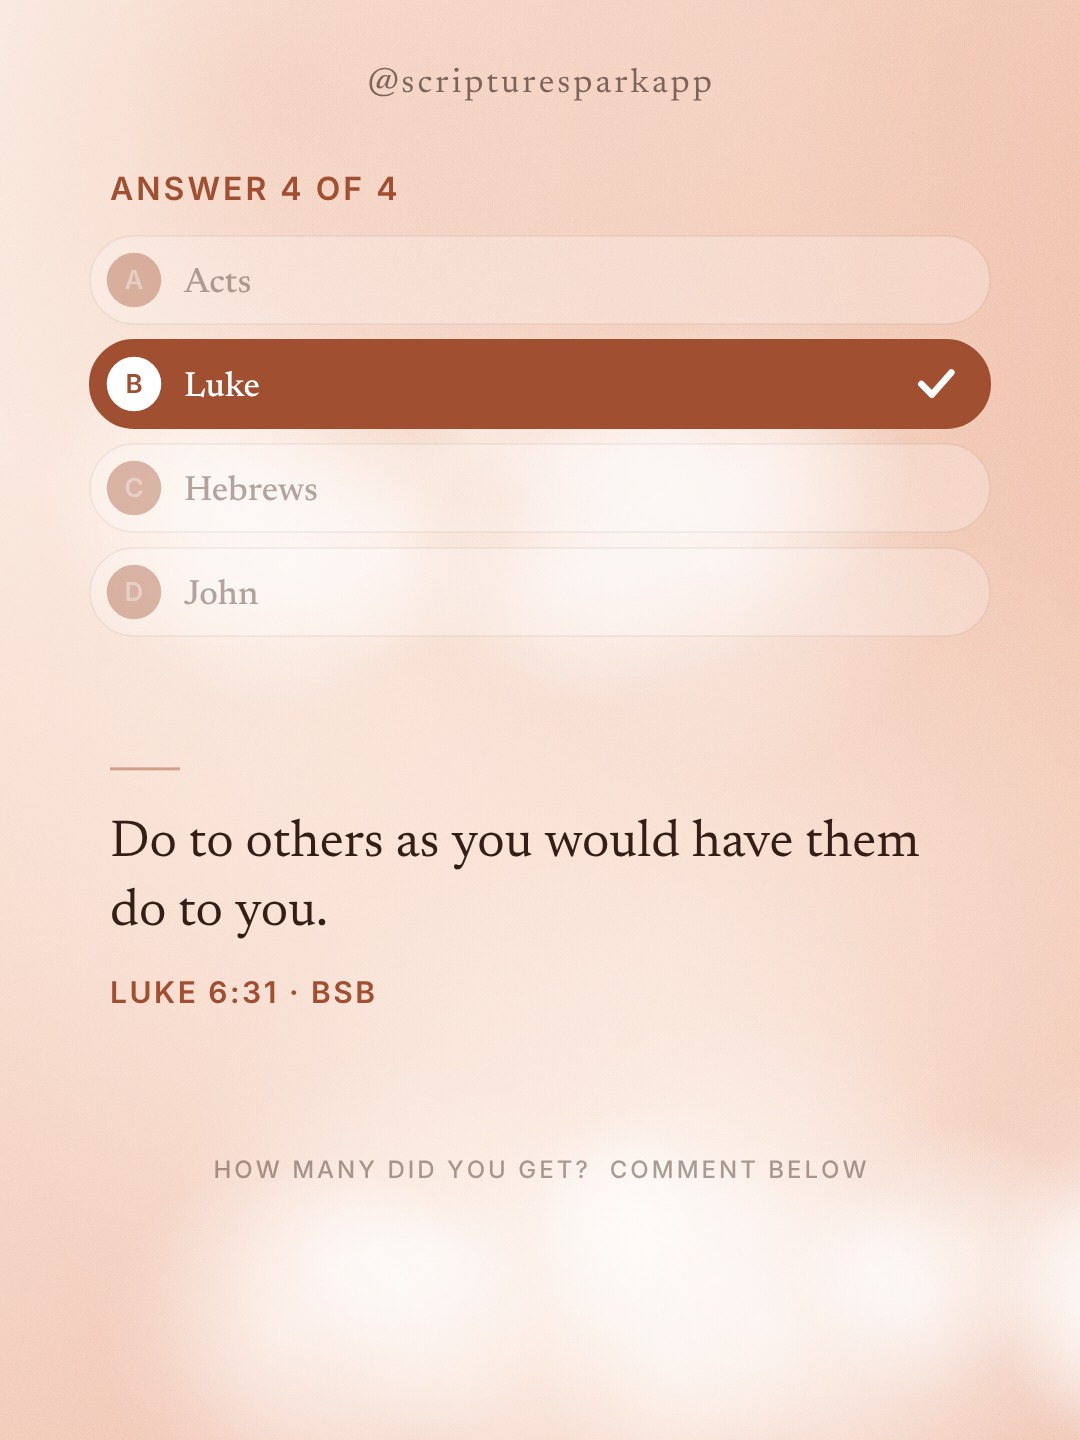 @scripturesparkapp
ANSWER 4 OF 4
A Acts
B Luke
C Hebrews
D John
Do to others as you would have them
do to you.
LUKE 6:31 · BSB
HOW MANY DID YOU GET? COMMENT BELOW